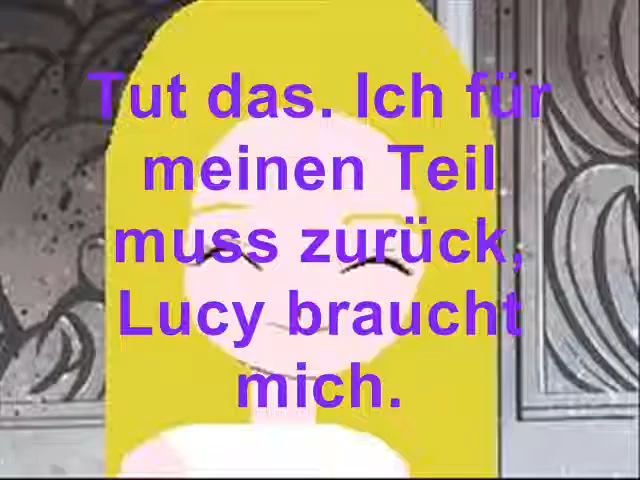 Tut das. Ich für
meinen Teil
muss zurück,
Lucy braucht
mich.